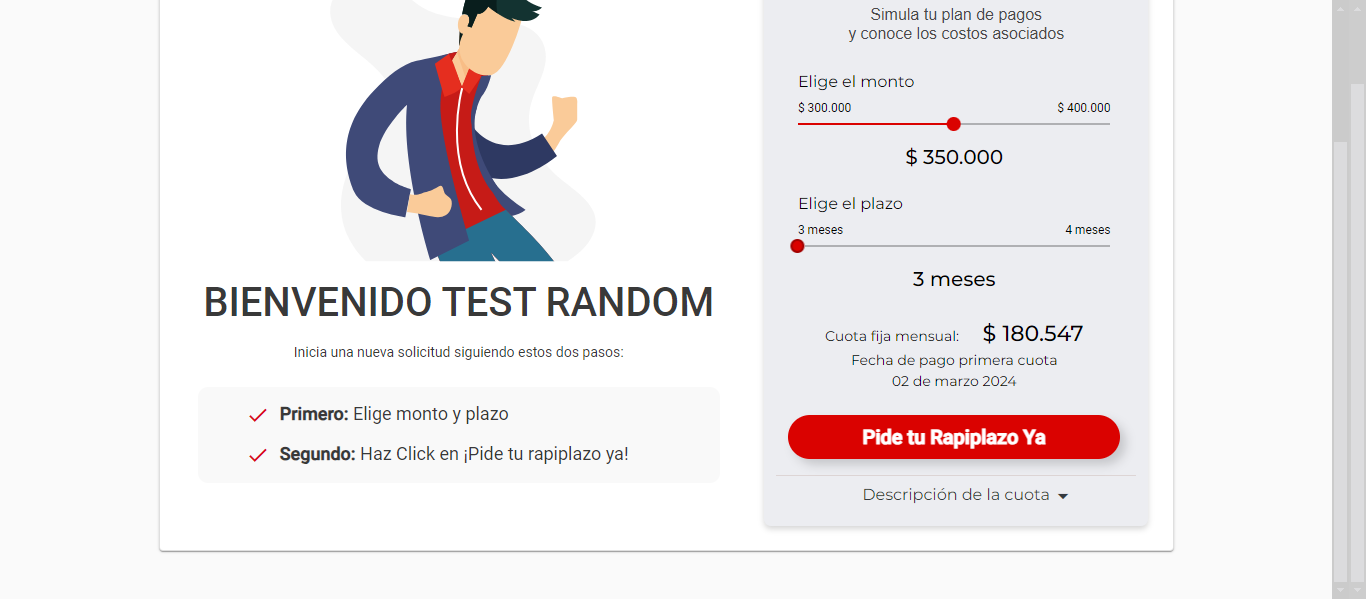 Simula tu plan de pagos
y conoce los costos asociados
Elige el monto
$ 300.000 $ 400.000
$ 350.000
Elige el plazo
3 meses 4 meses
3 meses
Cuota fija mensual: $ 180.547
Fecha de pago primera cuota
02 de marzo 2024
Pide tu Rapiplazo Ya
Descripción de la cuota
BIENVENIDO TEST RANDOM
Inicia una nueva solicitud siguiendo estos dos pasos:
Primero: Elige monto y plazo
Segundo: Haz Click en ¡Pide tu rapiplazo ya!